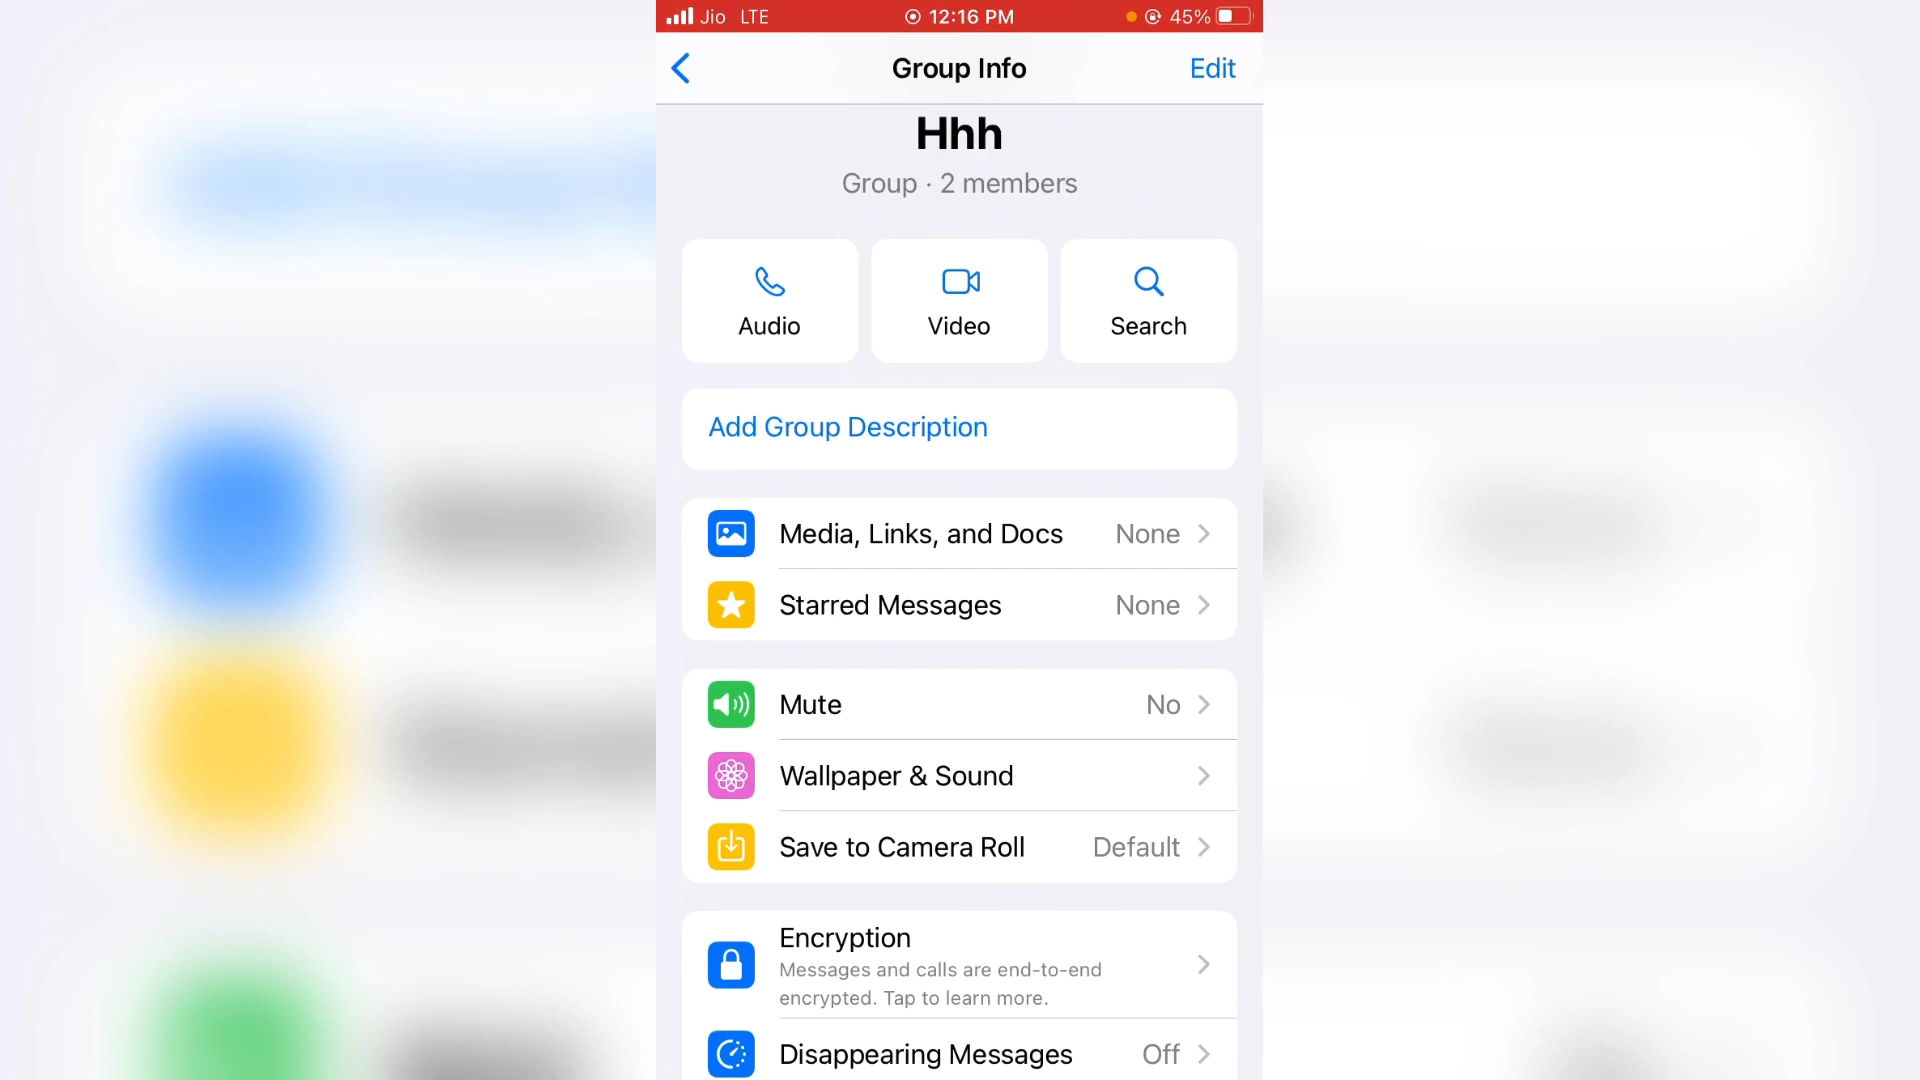 Jio LTE 12:16 PM 45%
Group Info Edit
Hhh
Group · 2 members
Audio Video Search
Add Group Description
Media, Links, and Docs None
Starred Messages None
Mute No
Wallpaper & Sound
Save to Camera Roll Default
Encryption
Messages and calls are end-to-end
encrypted. Tap to learn more.
Disappearing Messages Off